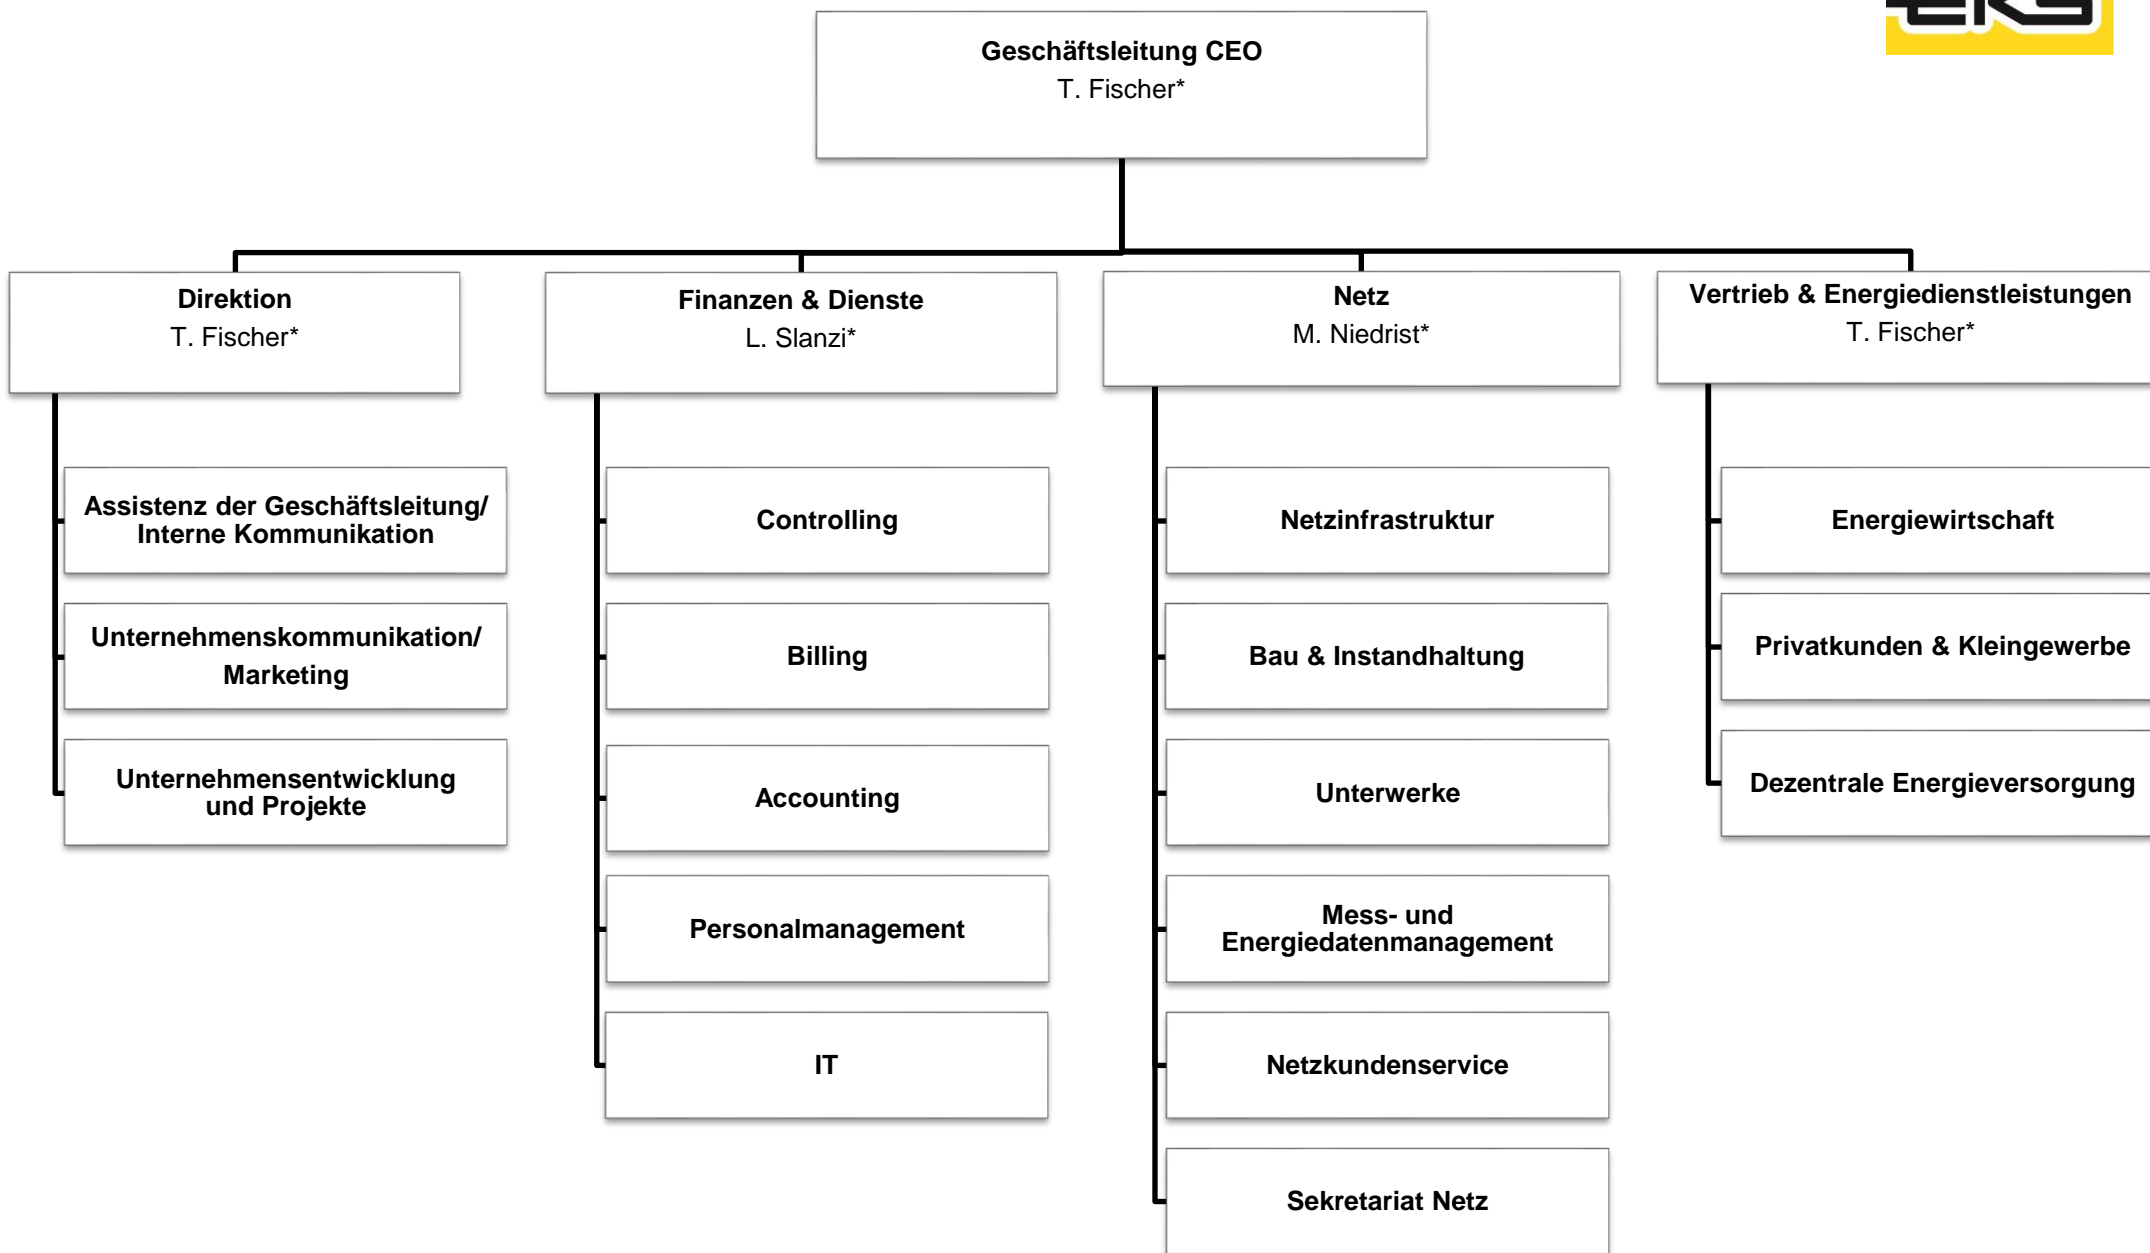 EKS
Geschäftsleitung CEO
T. Fischer*
Direktion
T. Fischer*
Finanzen & Dienste
L. Slanzi*
Netz
M. Niedrist*
Vertrieb & Energiedienstleistungen
T. Fischer*
Assistenz der Geschäftsleitung/
Interne Kommunikation
Unternehmenskommunikation/
Marketing
Unternehmensentwicklung
und Projekte
Controlling
Billing
Accounting
Personalmanagement
IT
Netzinfrastruktur
Bau & Instandhaltung
Unterwerke
Mess- und
Energiedatenmanagement
Netzkundenservice
Sekretariat Netz
Energiewirtschaft
Privatkunden & Kleingewerbe
Dezentrale Energieversorgung